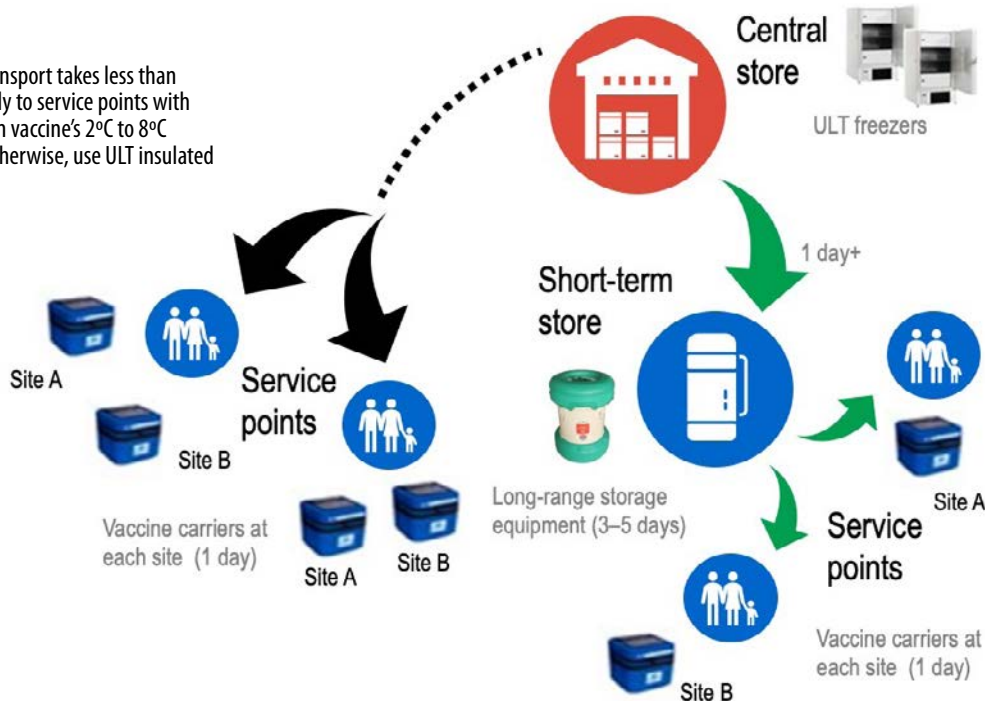 nsport takes less than
ly to service points with
n vaccine's 2ºC to 8ºC
herwise, use ULT insulated
Central
store
ULT freezers
1 day+
Short-term
store
Long-range storage
equipment (3–5 days)
Site A
Service
points
Site B
Vaccine carriers at
each site (1 day)
Site A
Site B
Site A
Service
points
Vaccine carriers at
each site (1 day)
Site B